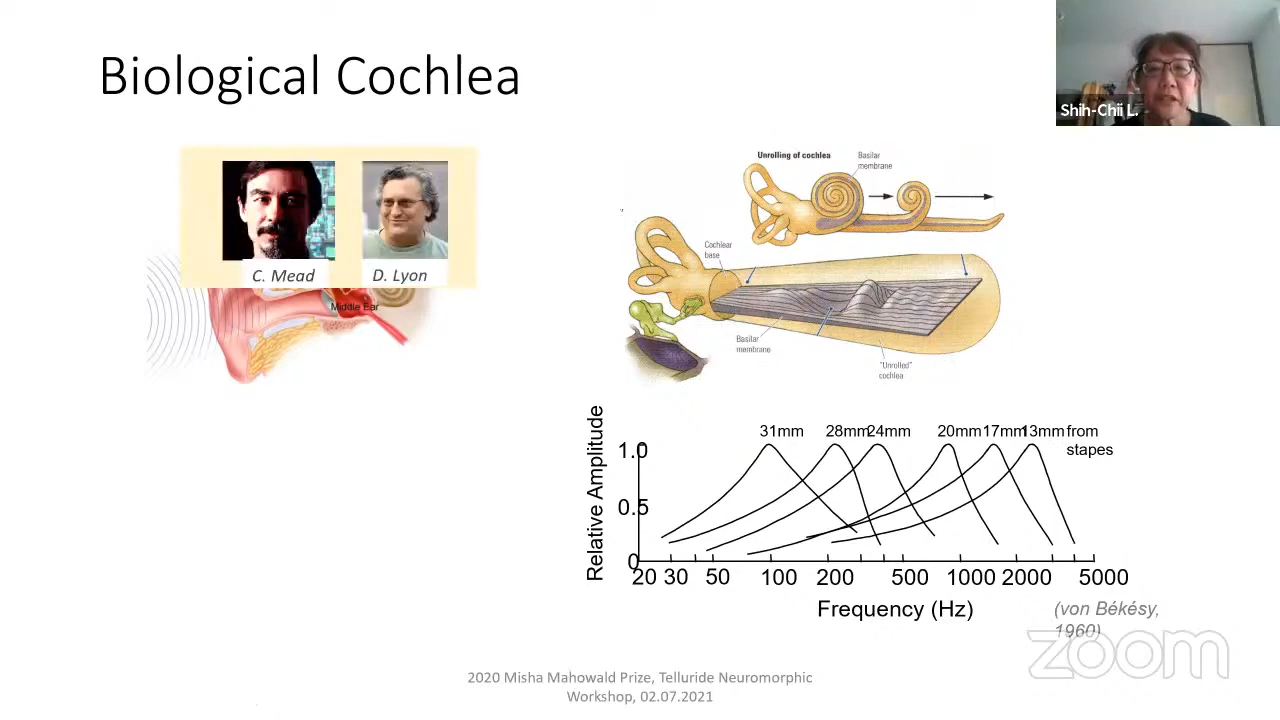 Biological Cochlea
Shih-Chii L.
C. Mead
D. Lyon
Middle Ear
Unrolling of cochlea
Basilar
membrane
Cochlear
base
Basilar
membrane
"Unrolled"
cochlea
Relative Amplitude
31mm 28mm 24mm 20mm 17mm 13mm from
stapes
1.0
0.5
0
20 30 50 100 200 500 1000 2000 5000
Frequency (Hz)
(von Békésy,
1960)
zoom
2020 Misha Mahowald Prize, Telluride Neuromorphic
Workshop, 02.07.2021